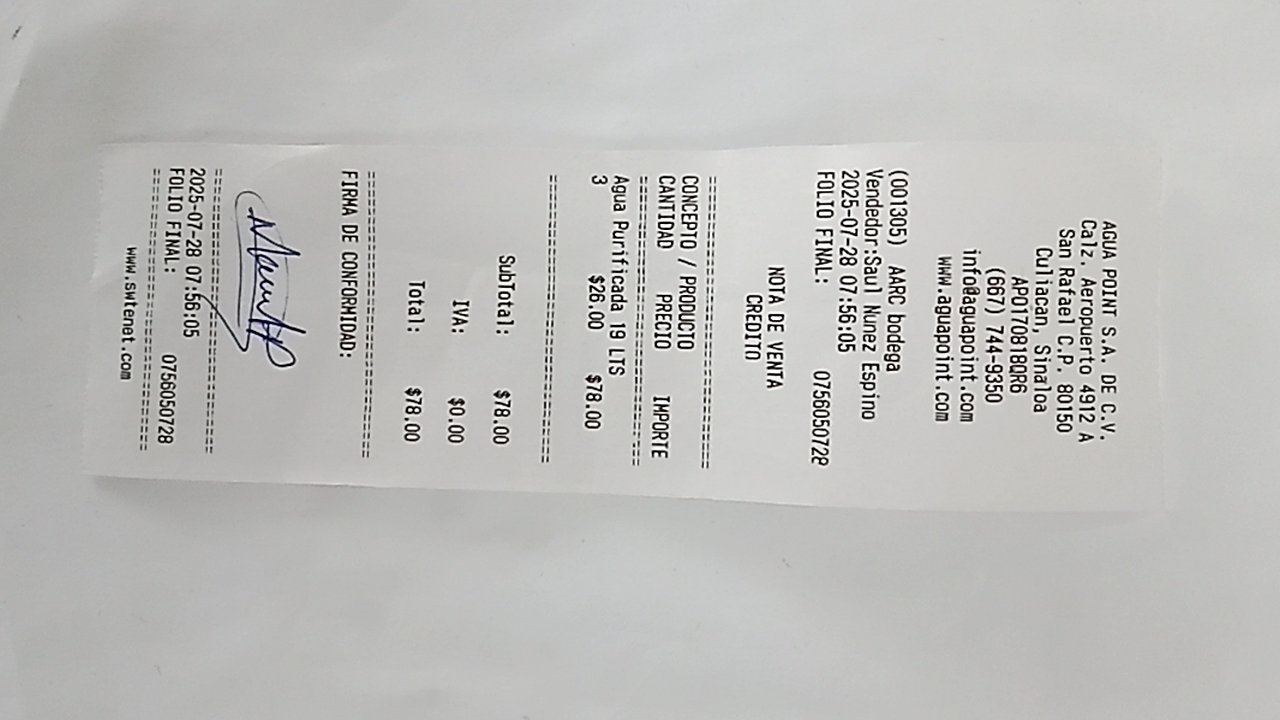 AGUA POINT S.A. DE C.V.
Calz. Aeropuerto 4912 A
San Rafael C.P. 80150
Culiacan, Sinaloa
APO170818QR6
(667) 744-9350
info@aguapoint.com
www.aguapoint.com
(001305) AARC bodega
Vendedor:Saul Nunez Espino
2025-07-28 07:56:05
FOLIO FINAL: 0756050728
NOTA DE VENTA
CREDITO
==============================
CONCEPTO / PRODUCTO
CANTIDAD PRECIO IMPORTE
==============================
Agua Purificada 19 LTS
3 $26.00 $78.00
==============================
SubTotal: $78.00
IVA: $0.00
Total: $78.00
==============================
FIRMA DE CONFORMIDAD:
==============================
2025-07-28 07:56:05
FOLIO FINAL: 0756050728
==============================
www.swtenet.com